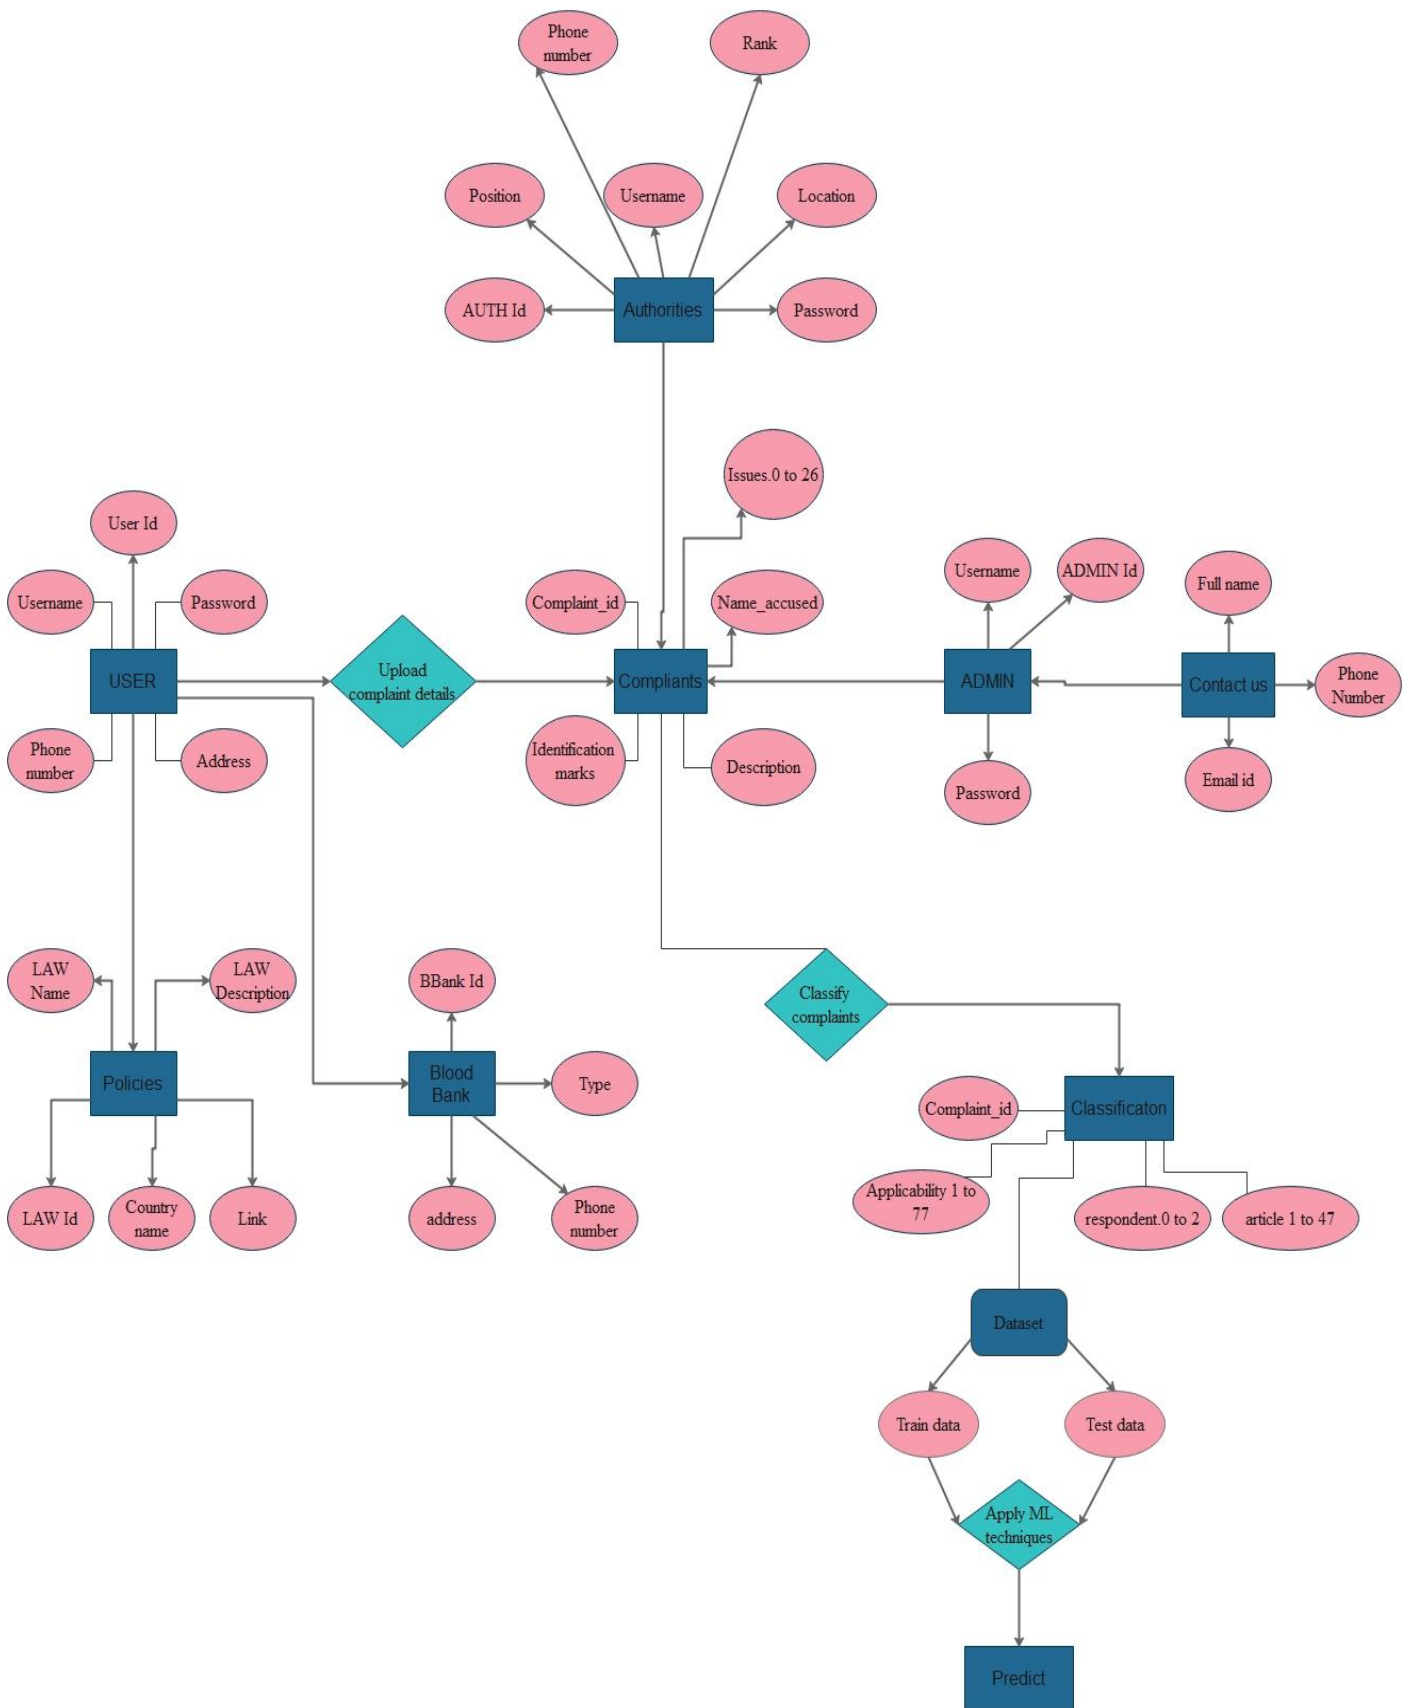 Phone
number
Rank
Position
Username
Location
AUTH Id
Authorities
Password
Issues.0 to 26
User Id
Username
Password
Complaint_id
Name_accused
Username
ADMIN Id
Full name
USER
Upload
complaint details
Compliants
ADMIN
Contact us
Phone
Number
Phone
number
Address
Identification
marks
Description
Password
Email id
LAW
Name
LAW
Description
BBank Id
Classify
complaints
Policies
Blood
Bank
Type
Complaint_id
Classificaton
LAW Id
Country
name
Link
address
Phone
number
Applicability 1 to
77
respondent.0 to 2
article 1 to 47
Dataset
Train data
Test data
Apply ML
techniques
Predict